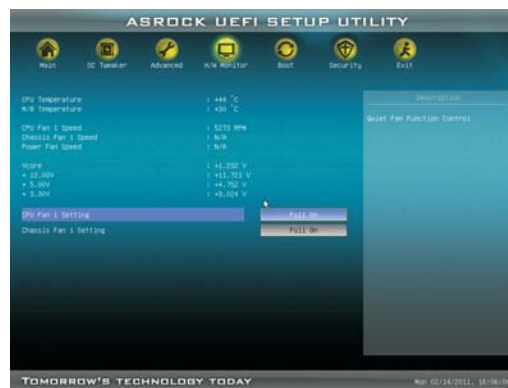 ASROCK UEFI SETUP UTILITY
Main OC Tweaker Advanced H/W Monitor Boot Security Exit
CPU Temperature : +44 °C
M/B Temperature : +30 °C
CPU Fan 1 Speed : 5273 RPM
Chassis Fan 1 Speed : N/A
Power Fan Speed : N/A
Vcore : +1.232 V
+ 12.00V : +11.721 V
+ 5.00V : +4.752 V
+ 3.30V : +3.024 V
CPU Fan 1 Setting Full On
Chassis Fan 1 Setting Full On
Description
Quiet Fan Function Control
TOMORROW'S TECHNOLOGY TODAY
Mon 02/14/2011,